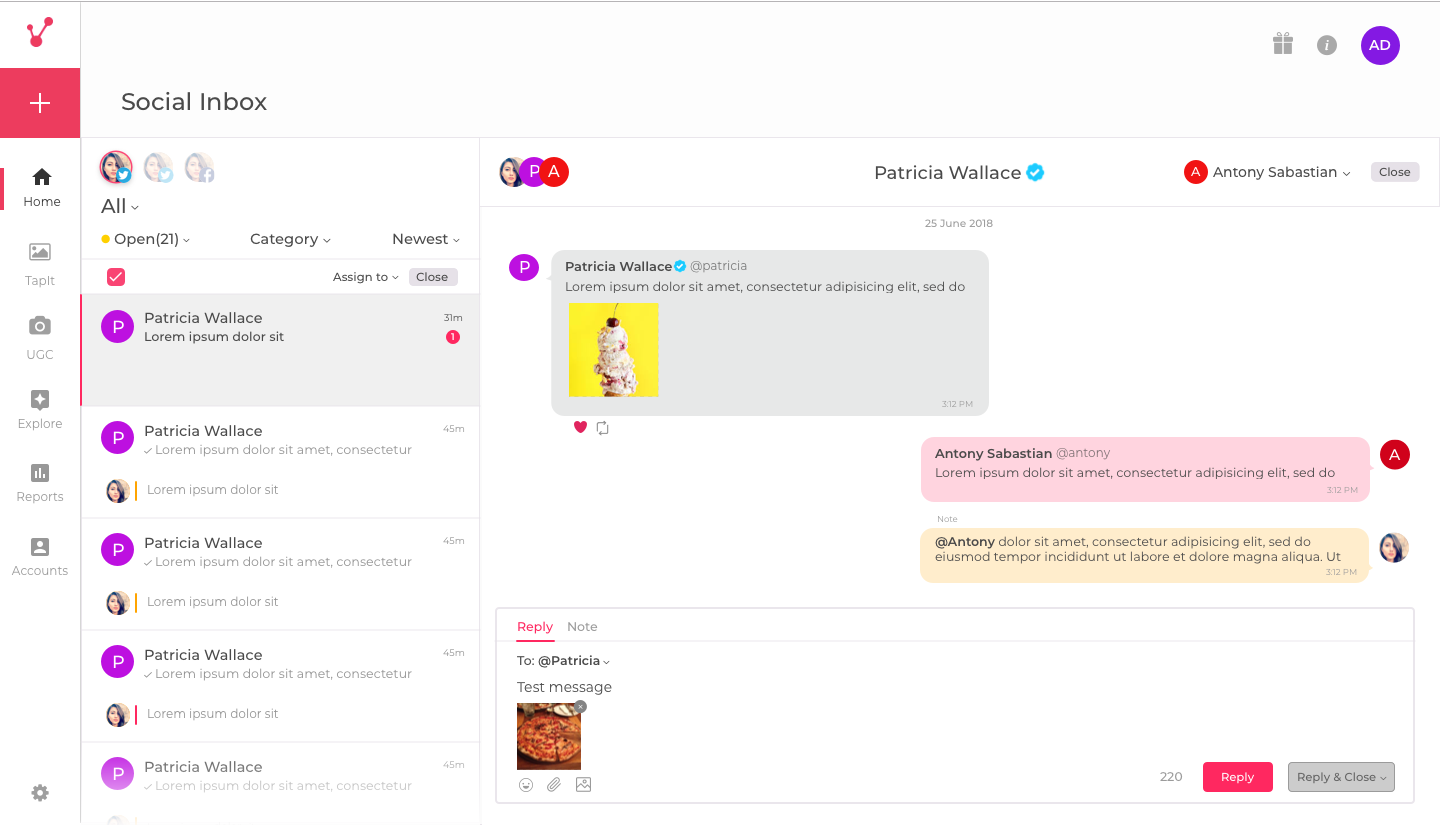 AD
Social Inbox
Home
TapIt
UGC
Explore
Reports
Accounts
All
Open(21)
Category
Newest
Assign to
Close
P
Patricia Wallace
31m
Lorem ipsum dolor sit
1
P
Patricia Wallace
45m
Lorem ipsum dolor sit amet, consectetur
Lorem ipsum dolor sit
P
Patricia Wallace
45m
Lorem ipsum dolor sit amet, consectetur
Lorem ipsum dolor sit
P
Patricia Wallace
45m
Lorem ipsum dolor sit amet, consectetur
Lorem ipsum dolor sit
P
Patricia Wallace
45m
Lorem ipsum dolor sit amet, consectetur
P
A
Patricia Wallace
A
Antony Sabastian
Close
25 June 2018
P
Patricia Wallace @patricia
Lorem ipsum dolor sit amet, consectetur adipisicing elit, sed do
3:12 PM
Antony Sabastian @antony
A
Lorem ipsum dolor sit amet, consectetur adipisicing elit, sed do
3:12 PM
Note
@Antony dolor sit amet, consectetur adipisicing elit, sed do
eiusmod tempor incididunt ut labore et dolore magna aliqua. Ut
3:12 PM
Reply
Note
To: @Patricia
Test message
220
Reply
Reply & Close